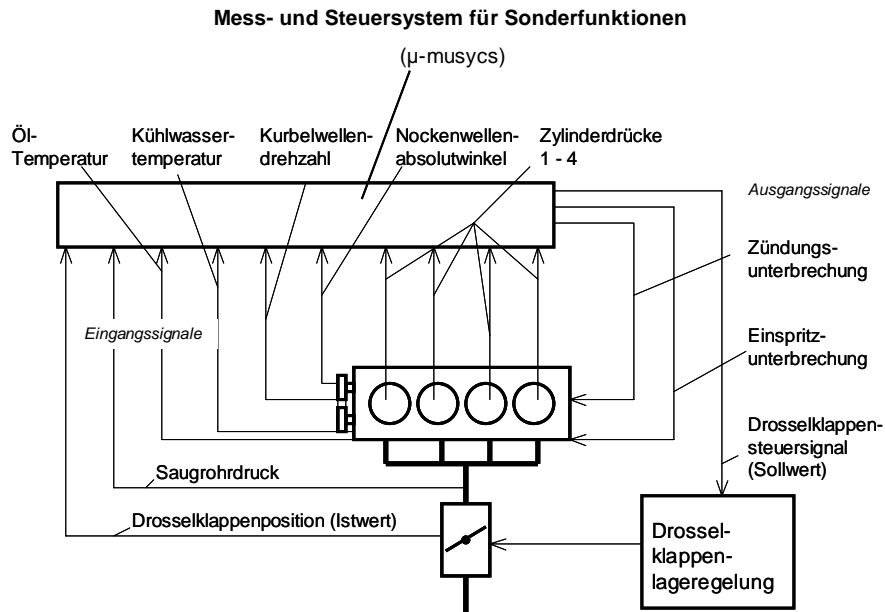 Mess- und Steuersystem für Sonderfunktionen
(µ-musycs)
Öl-
Temperatur
Kühlwasser-
temperatur
Kurbelwellen-
drehzahl
Nockenwellen-
absolutwinkel
Zylinderdrücke
1 - 4
Ausgangssignale
Zündungs-
unterbrechung
Eingangssignale
Einspritz-
unterbrechung
Drosselklappen-
steuersignal
(Sollwert)
Saugrohrdruck
Drosselklappenposition (Istwert)
Drossel-
klappen-
lageregelung